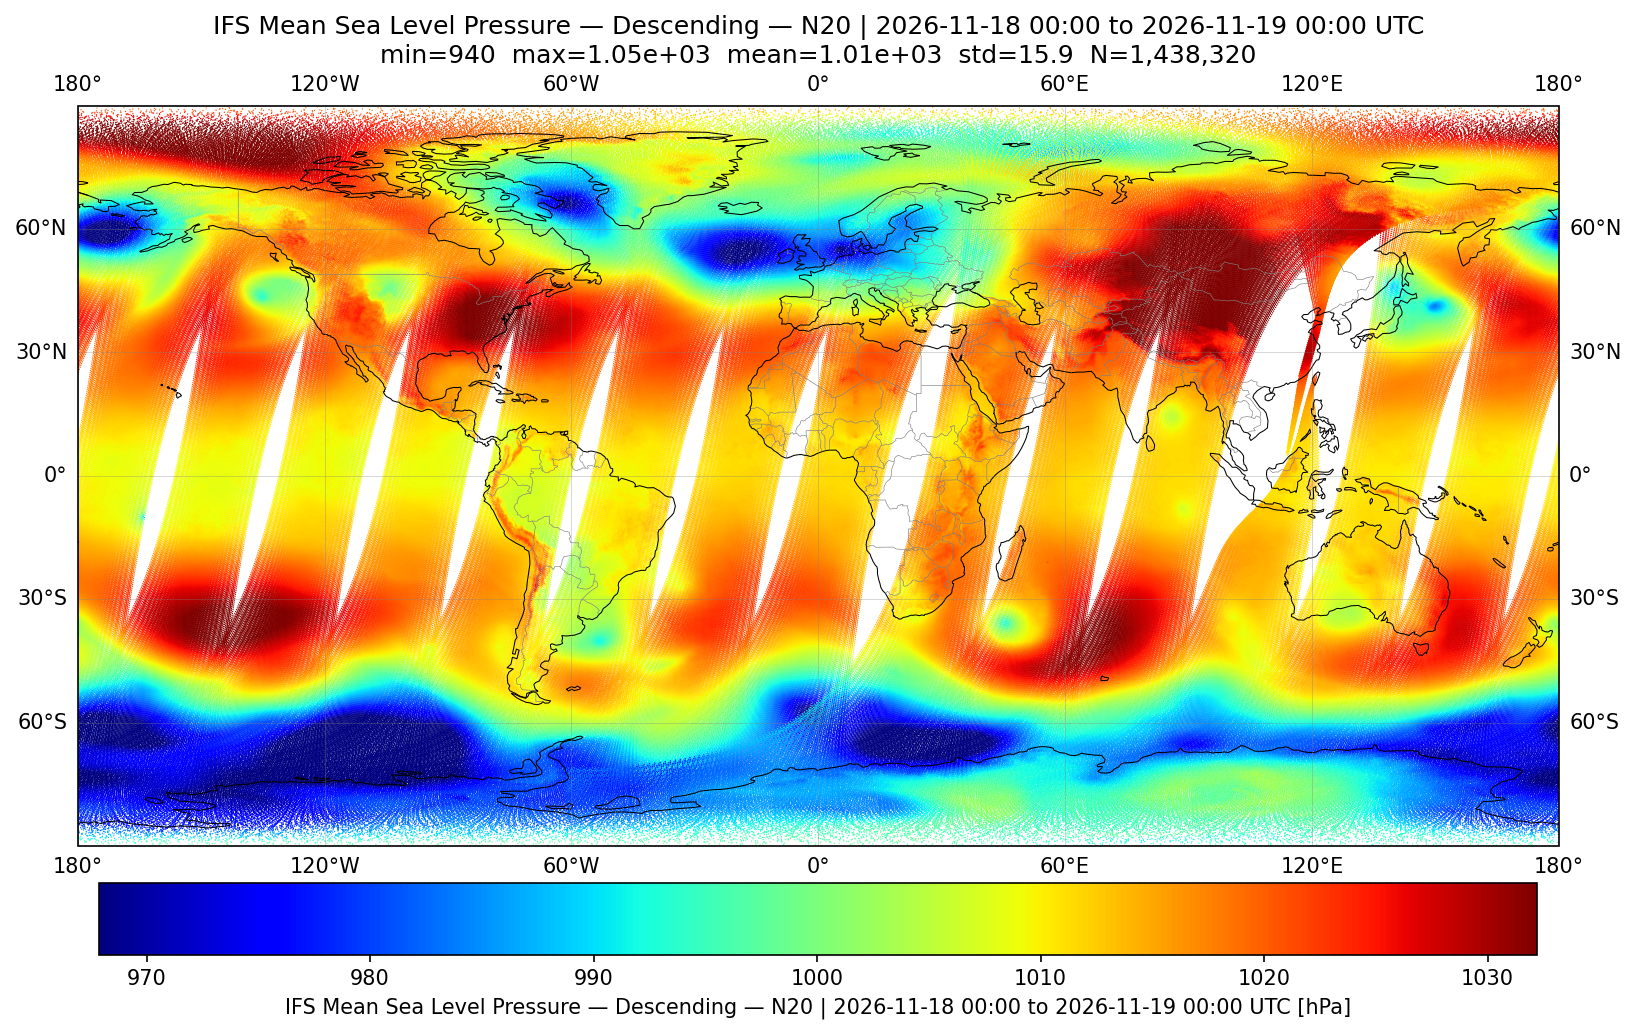 IFS Mean Sea Level Pressure — Descending — N20 | 2026-11-18 00:00 to 2026-11-19 00:00 UTC
min=940  max=1.05e+03  mean=1.01e+03  std=15.9  N=1,438,320
180° 120°W 60°W 0° 60°E 120°E 180°
60°N 60°N
30°N 30°N
0° 0°
30°S 30°S
60°S 60°S
180° 120°W 60°W 0° 60°E 120°E 180°
970 980 990 1000 1010 1020 1030
IFS Mean Sea Level Pressure — Descending — N20 | 2026-11-18 00:00 to 2026-11-19 00:00 UTC [hPa]